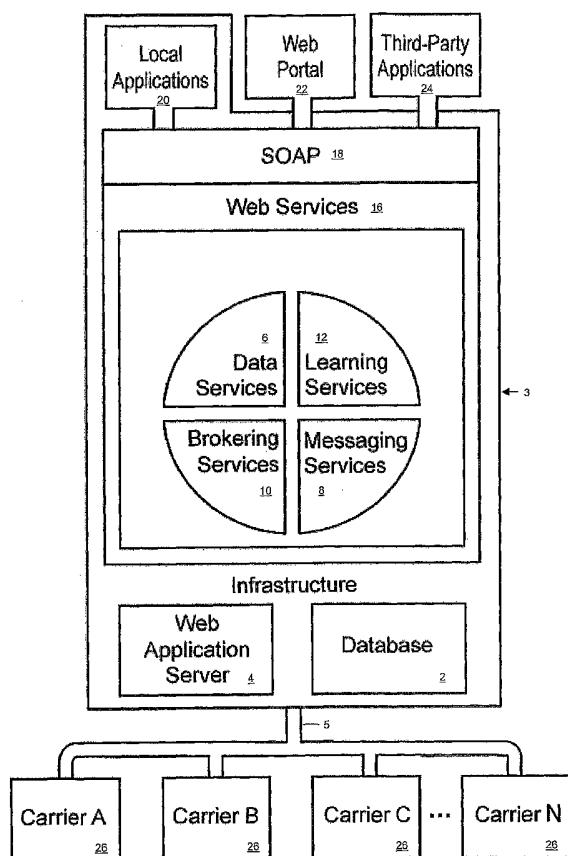 Local
Applications
20
Web
Portal
22
Third-Party
Applications
24
SOAP 18
Web Services 16
6
Data
Services
12
Learning
Services
3
Brokering
Services
10
Messaging
Services
8
Infrastructure
Web
Application
Server 4
Database
2
5
Carrier A
26
Carrier B
26
Carrier C
26
...
Carrier N
26